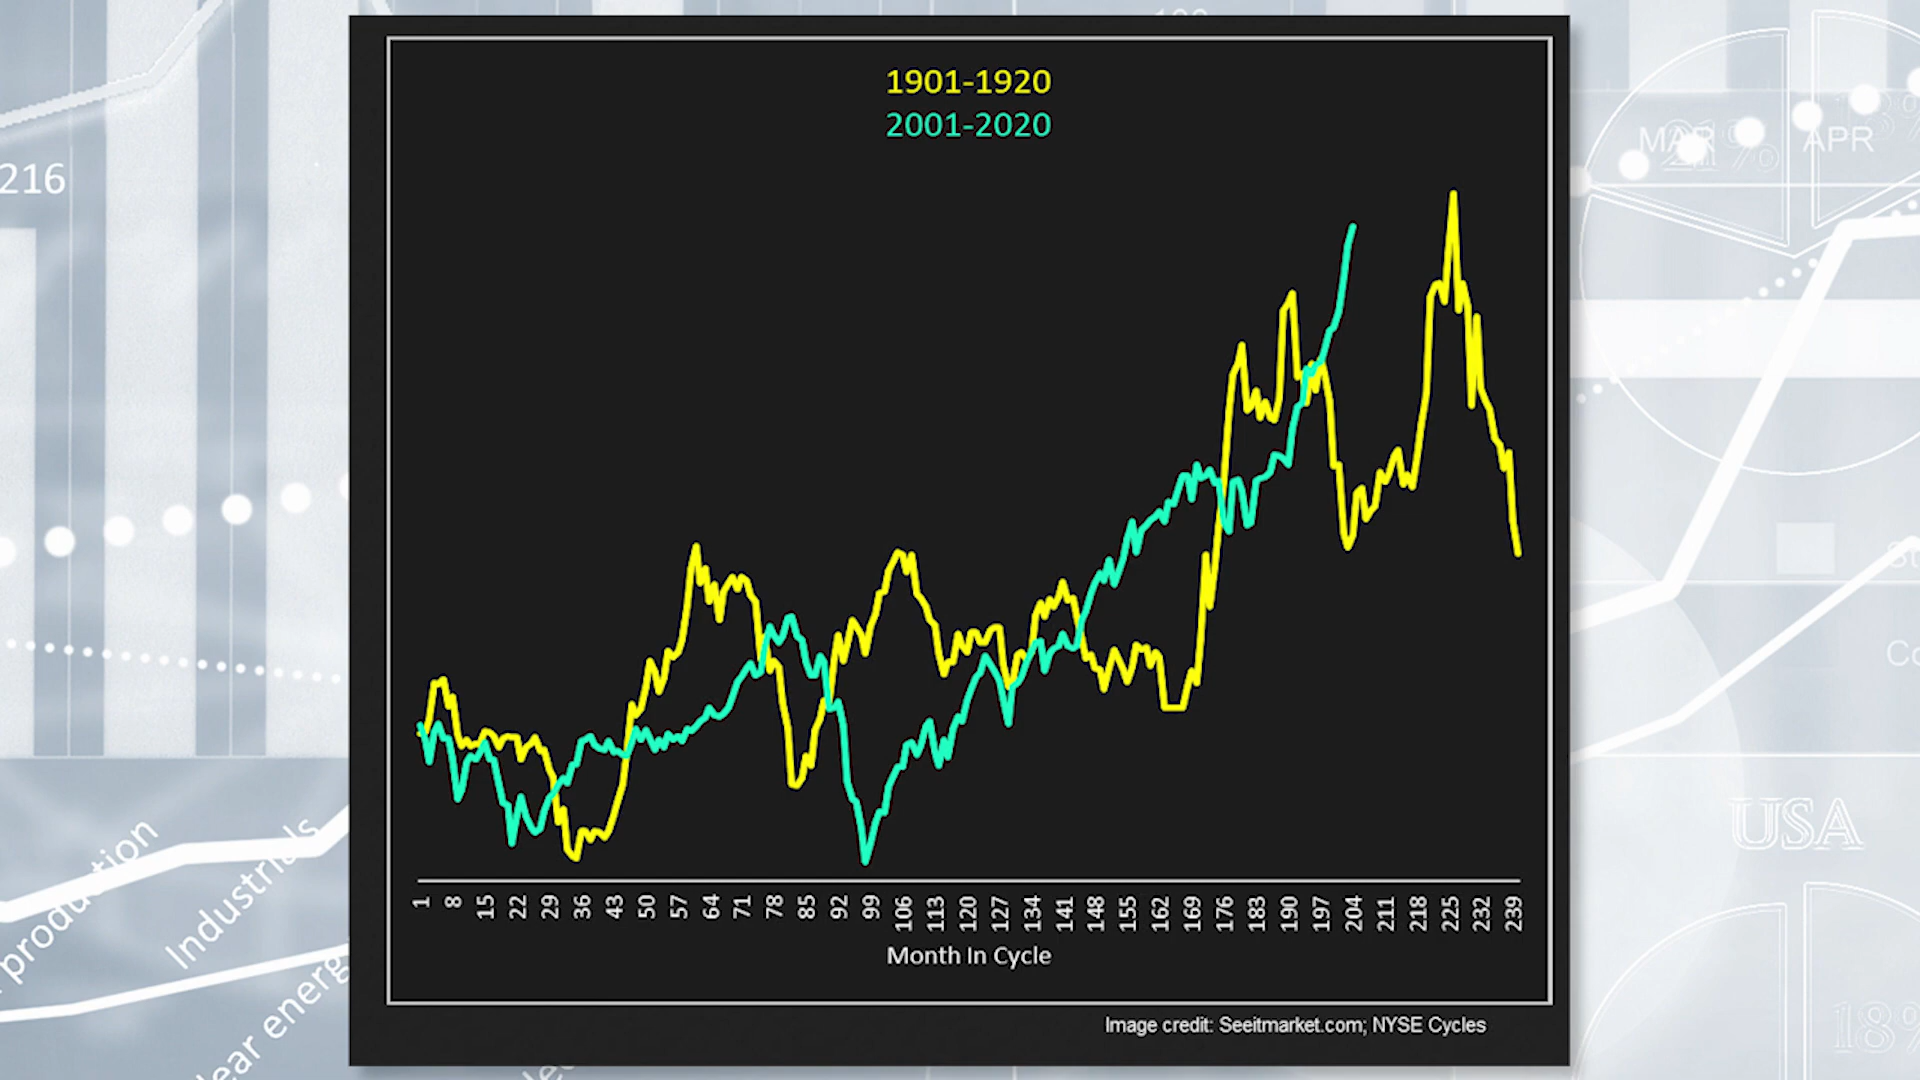 216
1901-1920
2001-2020
MAR
APR
USA
production
Industrials
1 8 15 22 29 36 43 50 57 64 71 78 85 92 99 106 113 120 127 134 141 148 155 162 169 176 183 190 197 204 211 218 225 232 239
Month In Cycle
18%
Image credit: Seeitmarket.com; NYSE Cycles